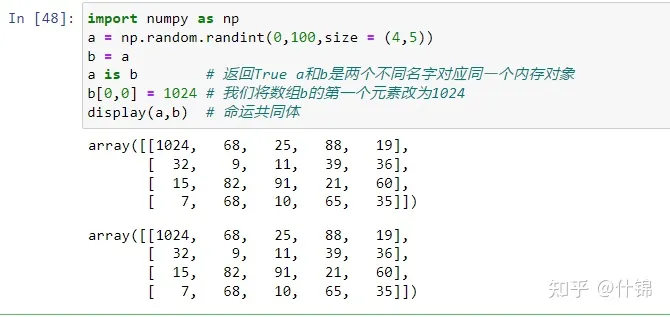 In [48]: import numpy as np
a = np.random.randint(0,100,size = (4,5))
b = a
a is b # 返回True a和b是两个不同名字对应同一个内存对象
b[0,0] = 1024 # 我们将数组b的第一个元素改为1024
display(a,b) # 命运共同体
array([[1024, 68, 25, 88, 19],
[ 32, 9, 11, 39, 36],
[ 15, 82, 91, 21, 60],
[ 7, 68, 10, 65, 35]])
array([[1024, 68, 25, 88, 19],
[ 32, 9, 11, 39, 36],
[ 15, 82, 91, 21, 60],
[ 7, 68, 10, 65, 35]])
知乎 @什锦